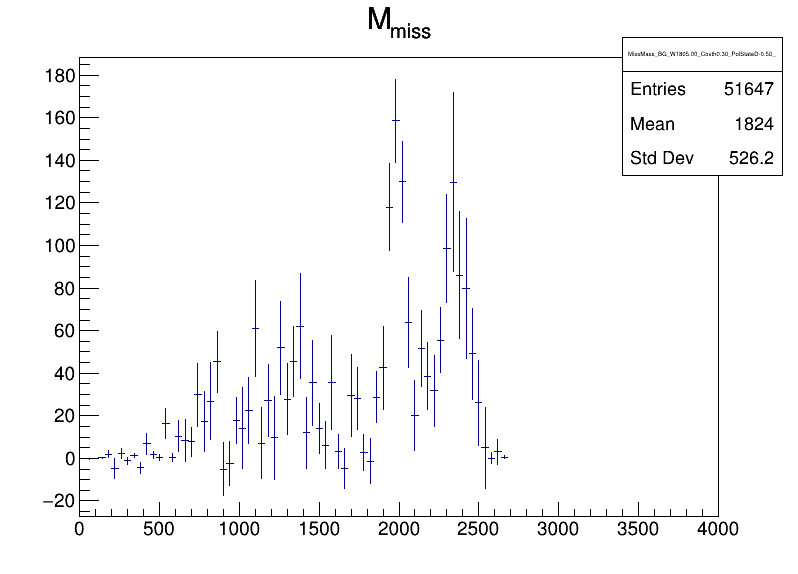 M_miss
MissMass_BG_W1805.00_Costh0.30_PolStateD-0.50_
Entries 51647
Mean 1824
Std Dev 526.2
180
160
140
120
100
80
60
40
20
0
−20
0 500 1000 1500 2000 2500 3000 3500 4000